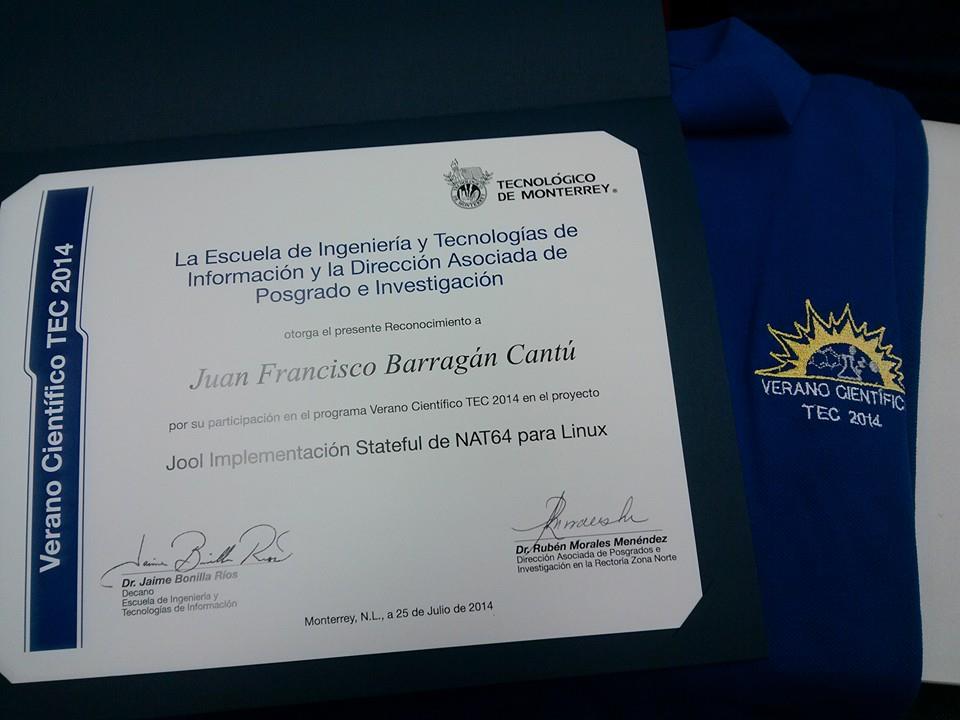 Verano Científico TEC 2014
TECNOLÓGICO
DE MONTERREY®
La Escuela de Ingeniería y Tecnologías de
Información y la Dirección Asociada de
Posgrado e Investigación
otorga el presente Reconocimiento a
Juan Francisco Barragán Cantú
por su participación en el programa Verano Científico TEC 2014 en el proyecto
Jool Implementación Stateful de NAT64 para Linux
Jaime Bonilla Ríos
Dr. Jaime Bonilla Ríos
Decano
Escuela de Ingeniería y
Tecnologías de Información
Dr. Rubén Morales Menéndez
Dirección Asociada de Posgrados e
Investigación en la Rectoría Zona Norte
Monterrey, N.L., a 25 de Julio de 2014
VERANO CIENTÍFIC
TEC 2014